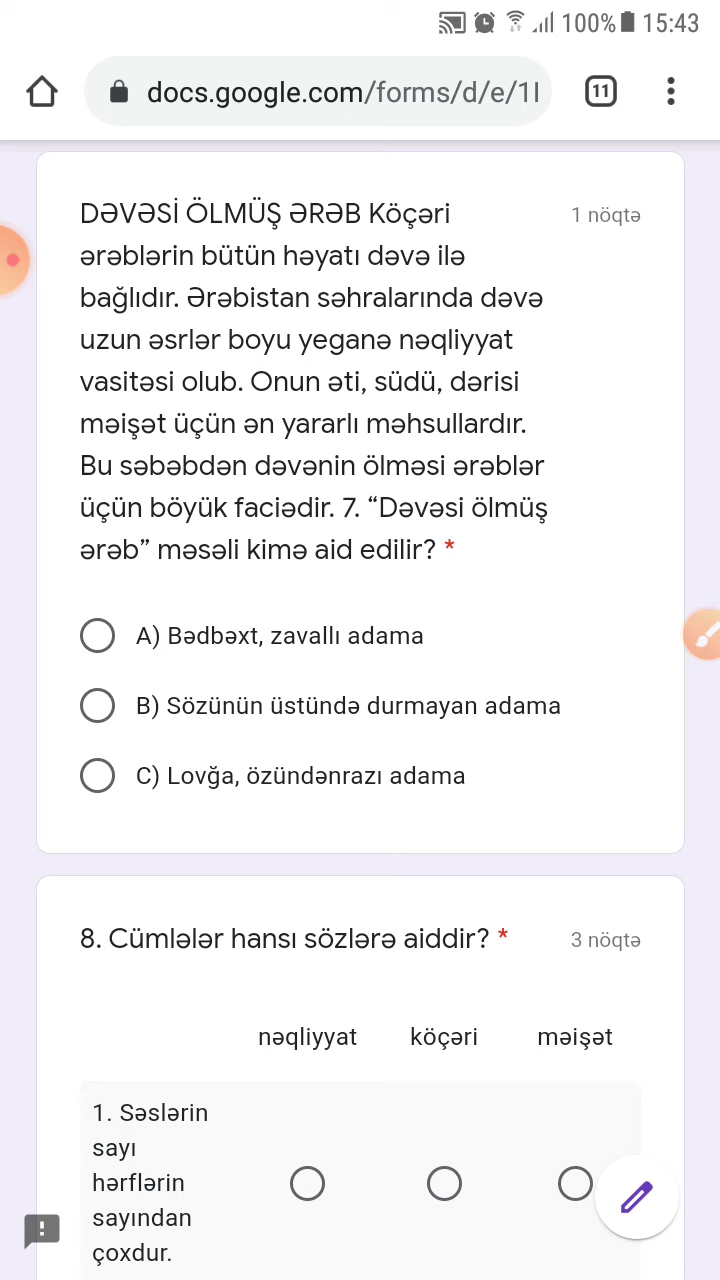 100% 15:43
docs.google.com/forms/d/e/1I
11
DƏVƏSİ ÖLMÜŞ ƏRƏB Köçəri
1 nöqtə
ərəblərin bütün həyatı dəvə ilə
bağlıdır. Ərəbistan səhralarında dəvə
uzun əsrlər boyu yeganə nəqliyyat
vasitəsi olub. Onun əti, südü, dərisi
məişət üçün ən yararlı məhsullardır.
Bu səbəbdən dəvənin ölməsi ərəblər
üçün böyük faciədir. 7. “Dəvəsi ölmüş
ərəb” məsəli kimə aid edilir? *
A) Bədbəxt, zavallı adama
B) Sözünün üstündə durmayan adama
C) Lovğa, özündənrazı adama
8. Cümlələr hansı sözlərə aiddir? *
3 nöqtə
nəqliyyat köçəri məişət
1. Səslərin
sayı
hərflərin
sayından
çoxdur.